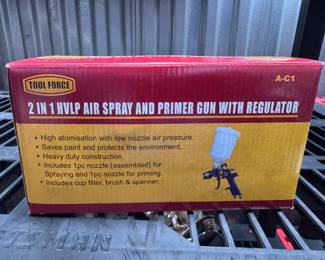 TOOL FORCE
A-C1
2 IN 1 HVLP AIR SPRAY AND PRIMER GUN WITH REGULATOR
• High atomisation with low nozzle air pressure.
• Saves paint and protects the environment.
• Heavy duty construction.
• Includes 1pc nozzle (assembled) for
Spraying and 1pc nozzle for priming.
• Includes cup filter, brush & spanner.